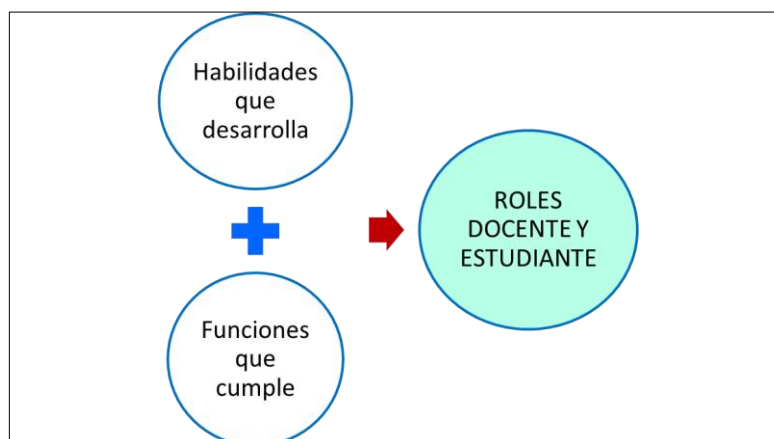 Habilidades
que
desarrolla
ROLES
DOCENTE Y
ESTUDIANTE
Funciones
que
cumple